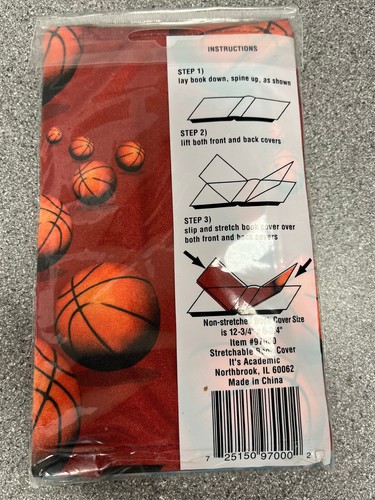 INSTRUCTIONS
STEP 1)
lay book down, spine up, as shown
STEP 2)
lift both front and back covers
STEP 3)
slip and stretch book cover over
both front and back covers
Non-stretched Cover Size
is 12-3/4"
Item
Stretchable Book Cover
It's Academic
Northbrook, IL 60062
Made in China
7 25150 97000 2